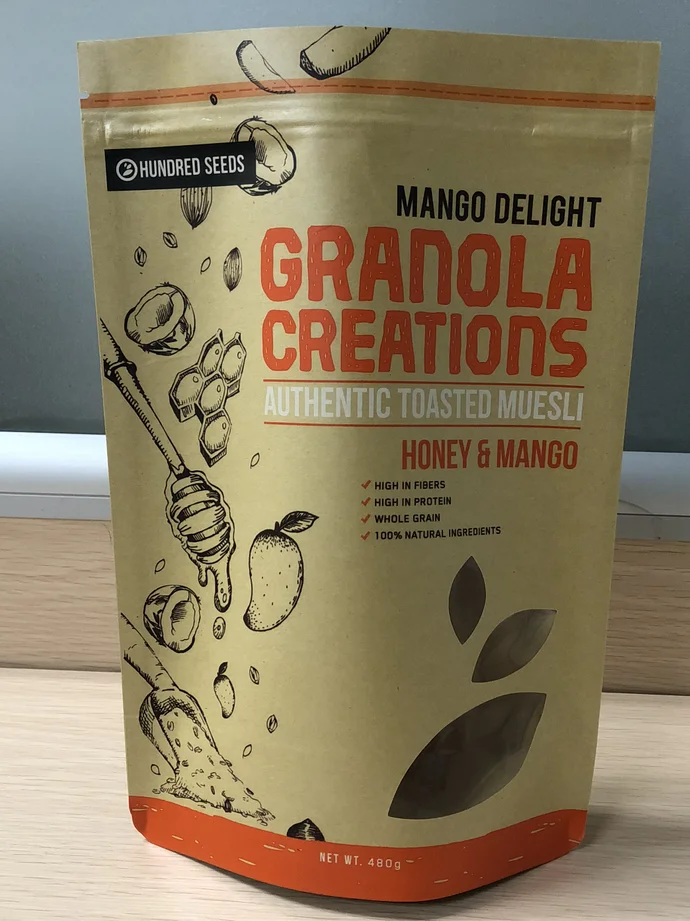 HUNDRED SEEDS
MANGO DELIGHT
GRANOLA
CREATIONS
AUTHENTIC TOASTED MUESLI
HONEY & MANGO
✓ HIGH IN FIBERS
✓ HIGH IN PROTEIN
✓ WHOLE GRAIN
✓ 100% NATURAL INGREDIENTS
NET WT. 480g